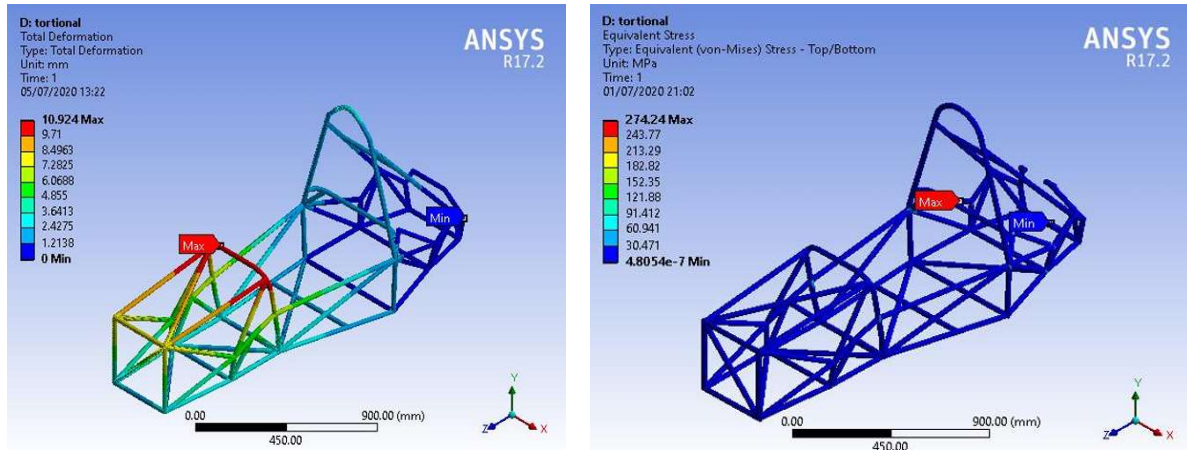 D: tortional
Total Deformation
Type: Total Deformation
Unit: mm
Time: 1
05/07/2020 13:22
ANSYS
R17.2
10.924 Max
9.71
8.4963
7.2825
6.0688
4.855
3.6413
2.4275
1.2138
0 Min
Max
Min
0.00
900.00 (mm)
450.00
Y
Z
X
D: tortional
Equivalent Stress
Type: Equivalent (von-Mises) Stress - Top/Bottom
Unit: MPa
Time: 1
01/07/2020 21:02
ANSYS
R17.2
274.24 Max
243.77
213.29
182.82
152.35
121.88
91.412
60.941
30.471
4.8054e-7 Min
Max
Min
0.00
900.00 (mm)
450.00
Y
Z
X